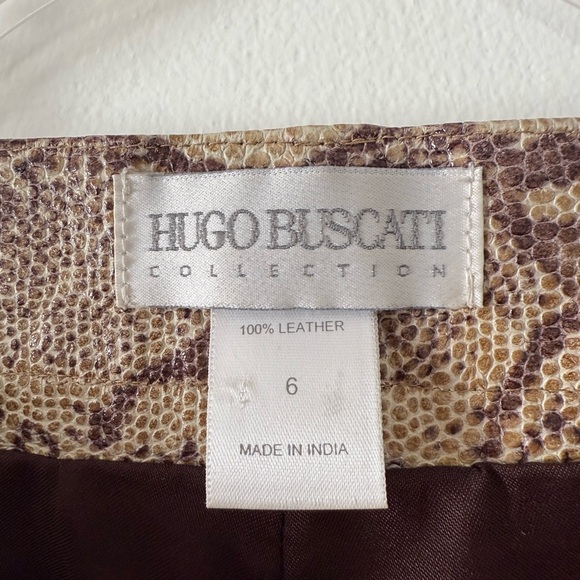 HUGO BUSCATI
COLLECTION
100% LEATHER
6
MADE IN INDIA